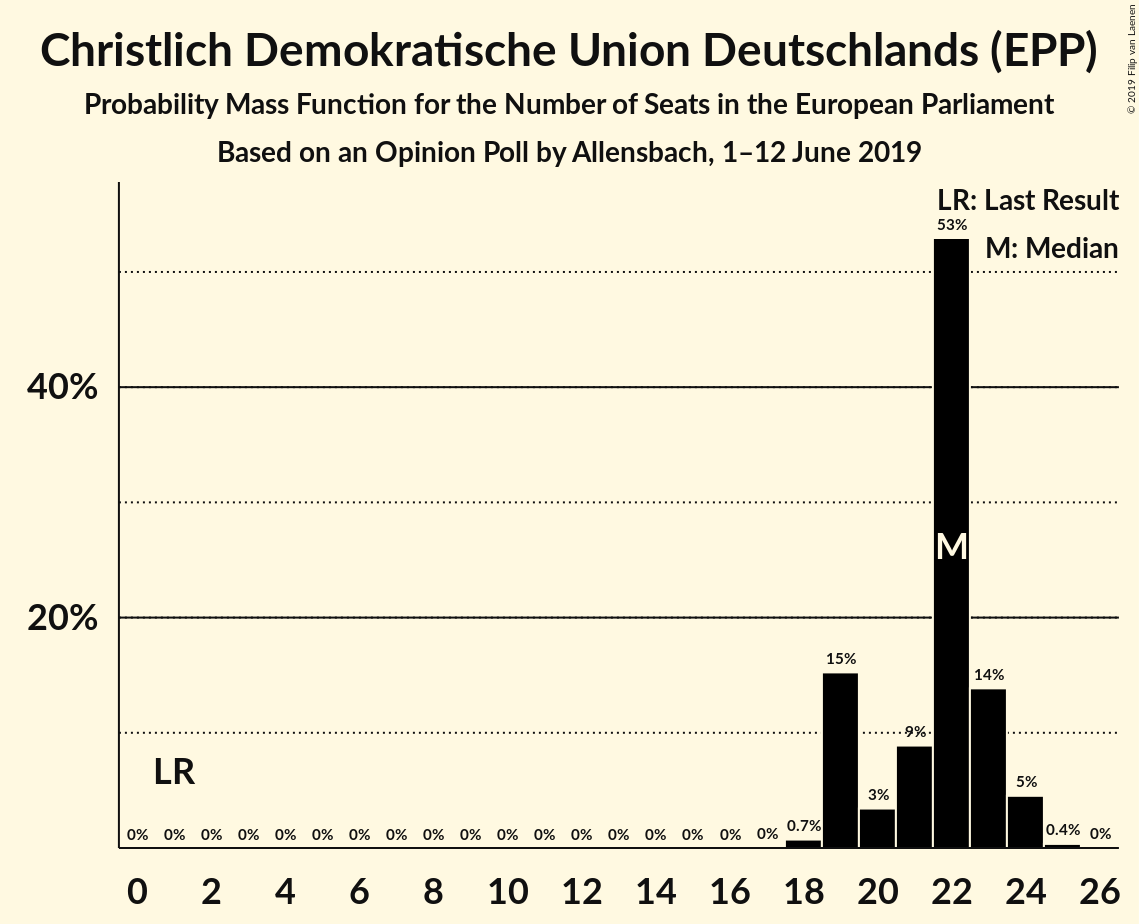 Christlich Demokratische Union Deutschlands (EPP)
Probability Mass Function for the Number of Seats in the European Parliament
Based on an Opinion Poll by Allensbach, 1–12 June 2019
© 2019 Filip van Laenen
LR: Last Result
M: Median
53%
40%
M
20%
15%
14%
9%
LR
5%
3%
0% 0% 0% 0% 0% 0% 0% 0% 0% 0% 0% 0% 0% 0% 0% 0% 0% 0% 0.7% 0.4% 0%
0 2 4 6 8 10 12 14 16 18 20 22 24 26